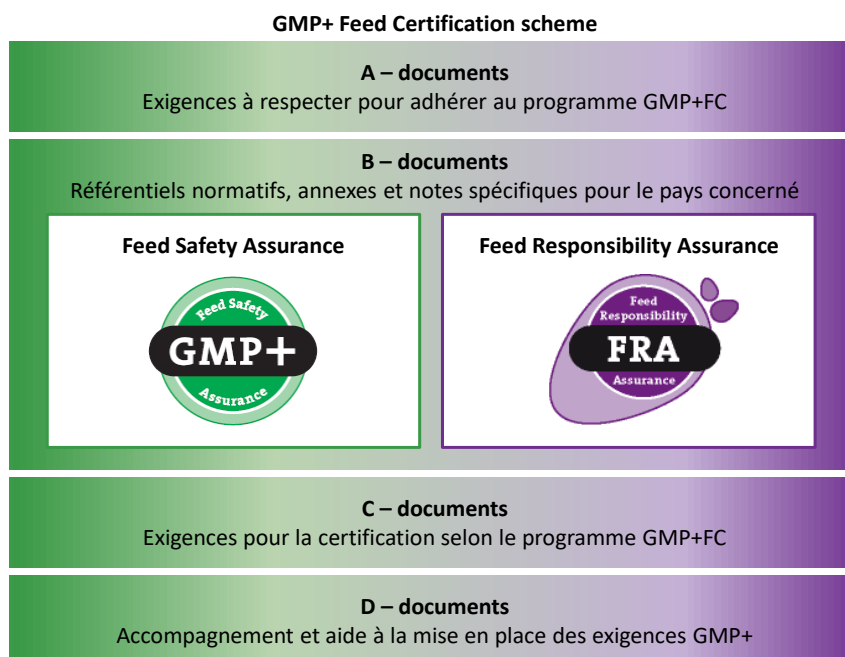 GMP+ Feed Certification scheme
A – documents
Exigences à respecter pour adhérer au programme GMP+FC
B – documents
Référentiels normatifs, annexes et notes spécifiques pour le pays concerné
Feed Safety Assurance
Feed Safety
GMP+
Assurance
Feed Responsibility Assurance
Feed
Responsibility
FRA
Assurance
C – documents
Exigences pour la certification selon le programme GMP+FC
D – documents
Accompagnement et aide à la mise en place des exigences GMP+